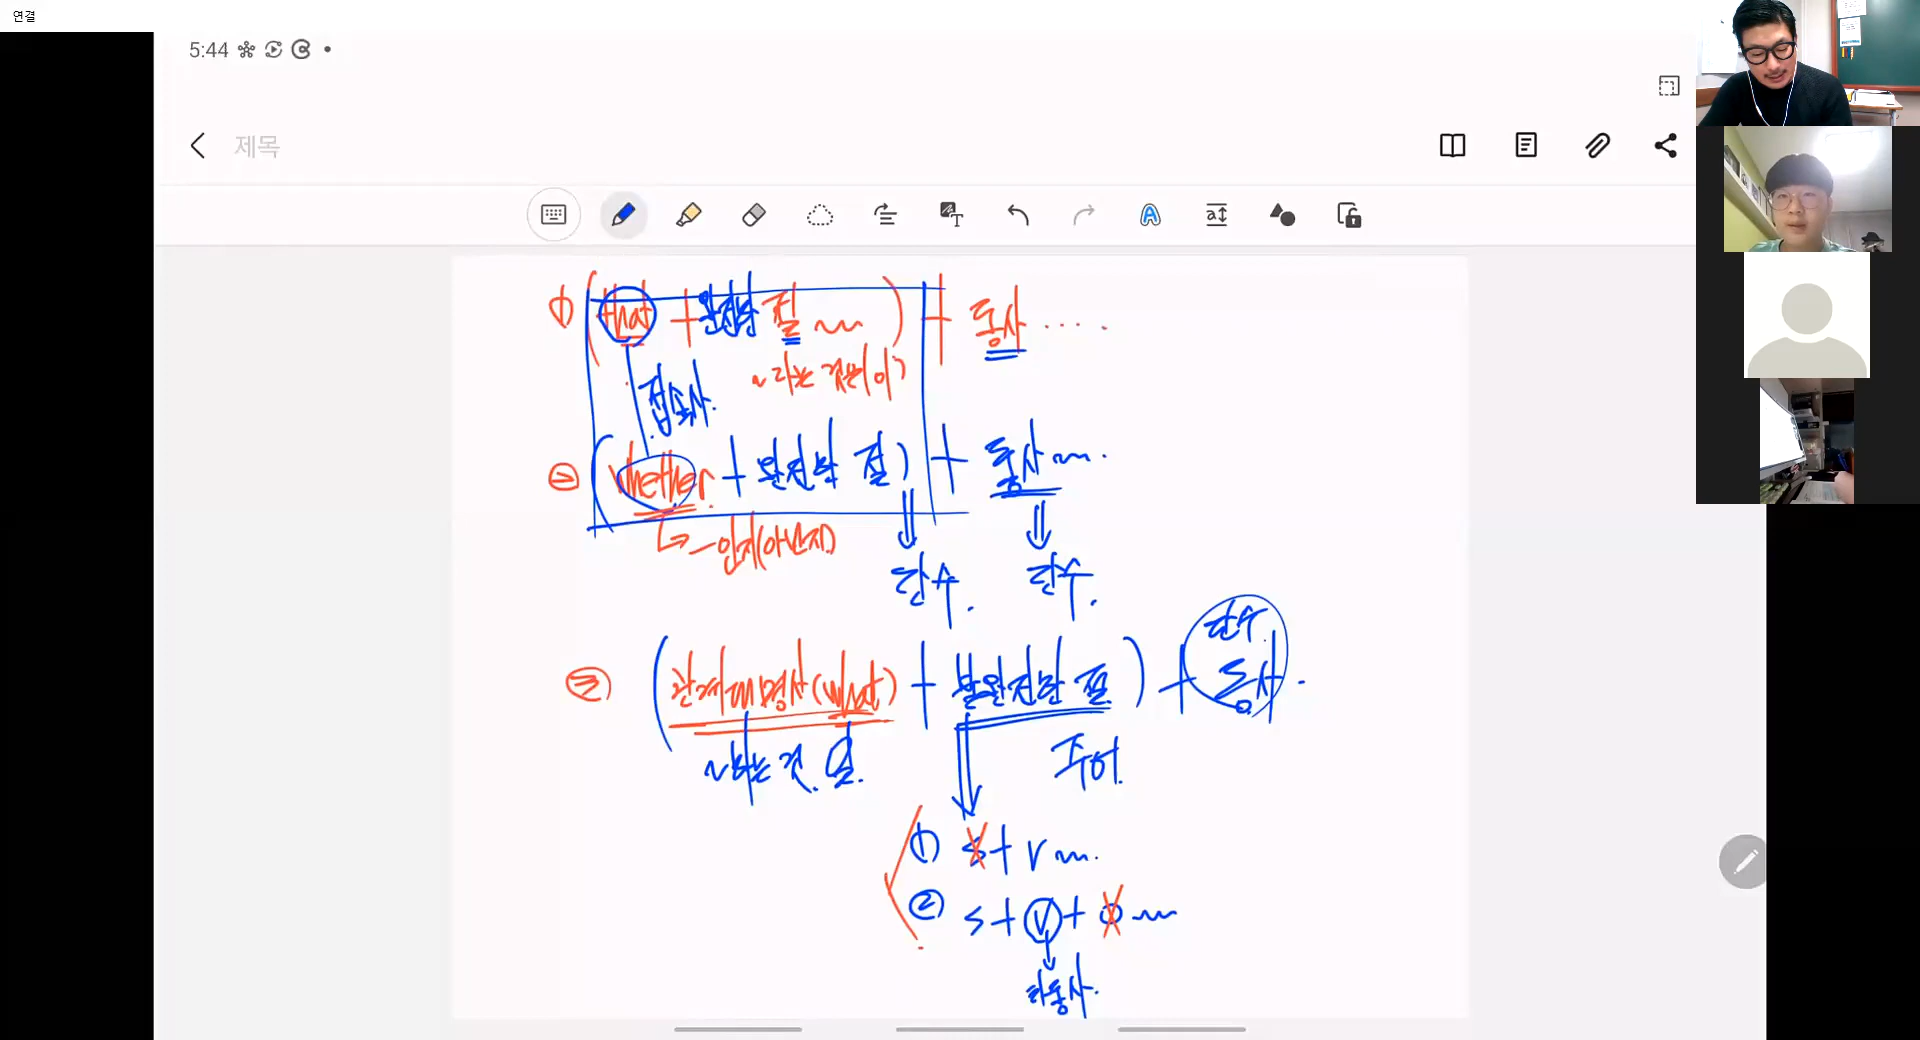 연결
5:44
제목
① (that + 완전한 절 ~) + 동사 ....
접속사. ~라는 것은(이)
② (whether + 완전한 절) + 동사 ~.
→ ~인지(아닌지)
단수. 단수.
③ (관계대명사(what) + 불완전한 절) + 단수 동사.
~라는 것. 주어.
① S + V ~.
② S + V + O ~
타동사.